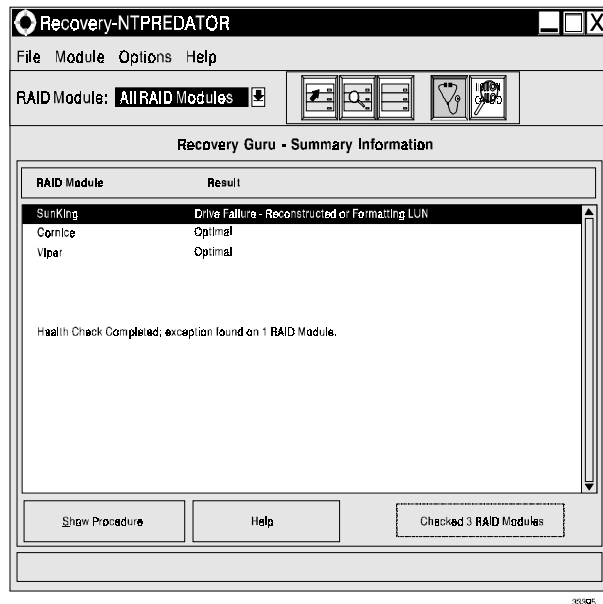 Recovery-NTPREDATOR
File Module Options Help
RAID Module: All RAID Modules
Recovery Guru - Summary Information
RAID Module Result
SunKing Drive Failure - Reconstructed or Formatting LUN
Cornice Optimal
Viper Optimal
Health Check Completed; exception found on 1 RAID Module.
Show Procedure Help Checked 3 RAID Modules